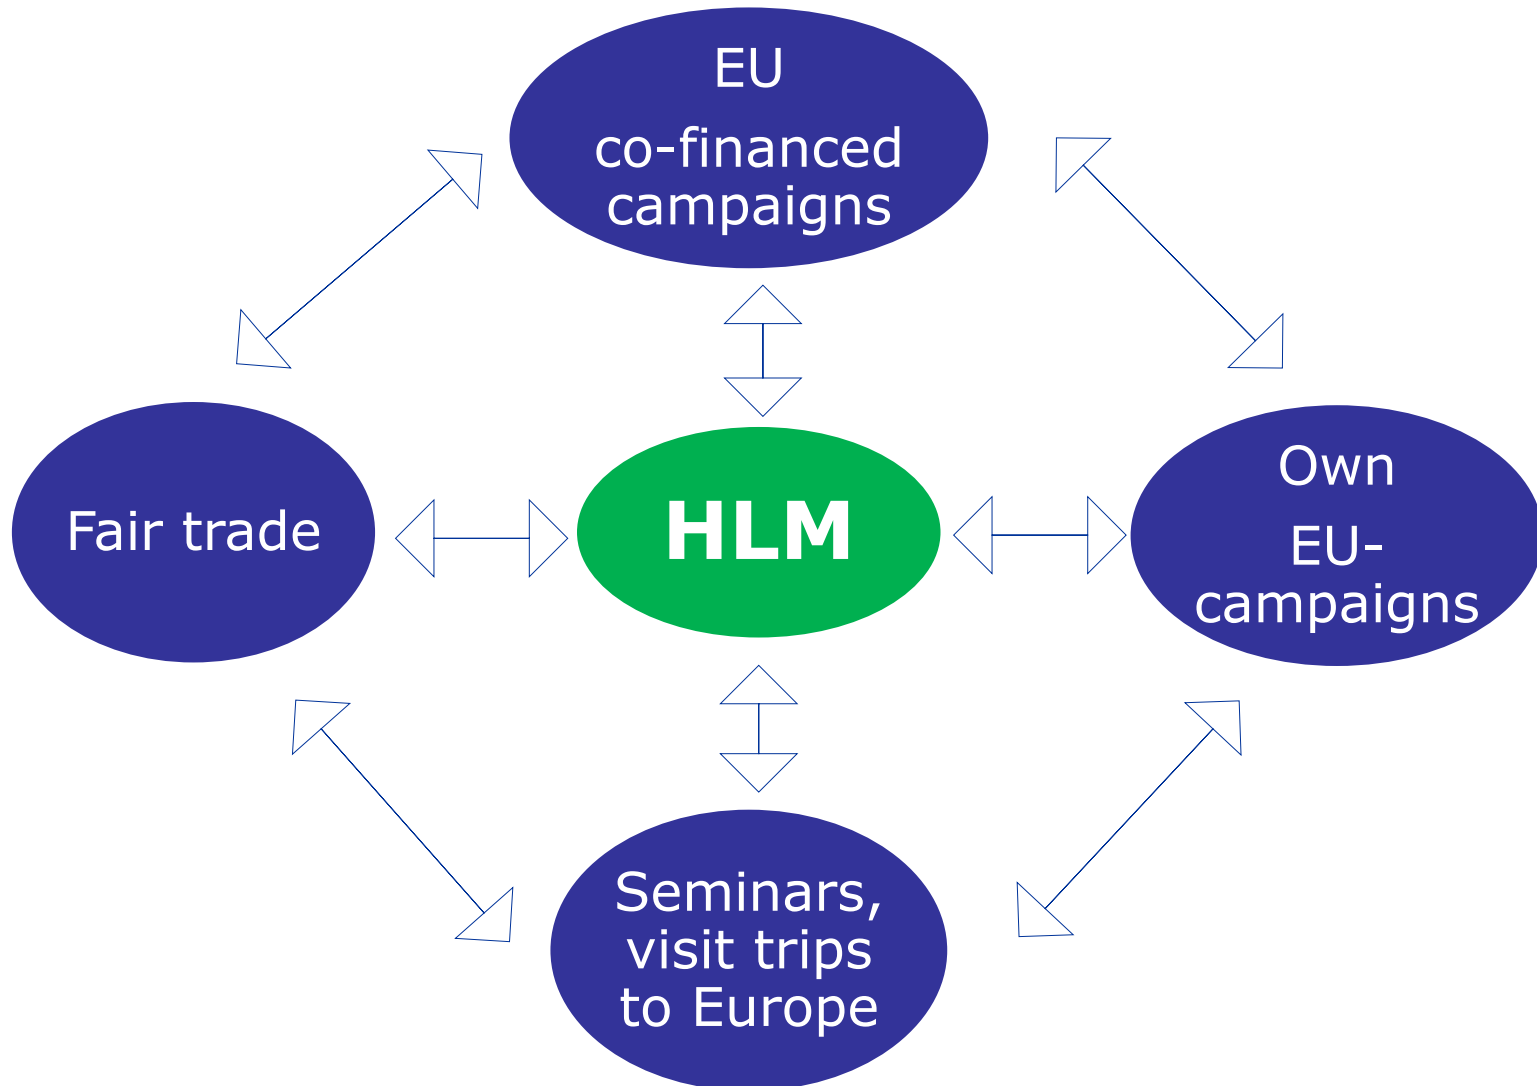 EU
co-financed
campaigns
Fair trade
HLM
Own
EU-
campaigns
Seminars,
visit trips
to Europe